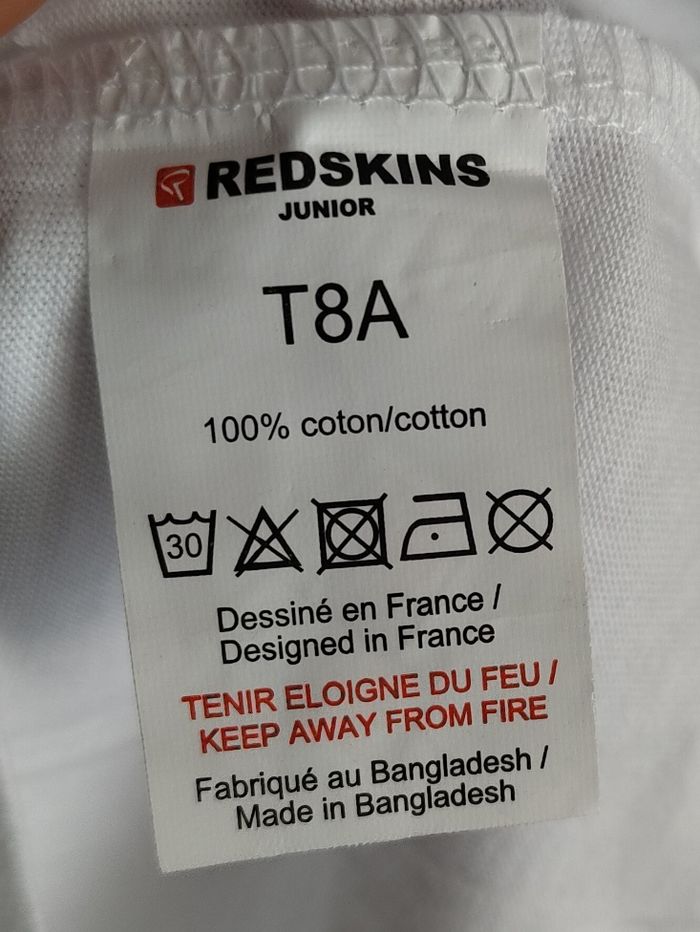 REDSKINS
JUNIOR
T8A
100% coton/cotton
30
Dessiné en France /
Designed in France
TENIR ELOIGNE DU FEU /
KEEP AWAY FROM FIRE
Fabriqué au Bangladesh /
Made in Bangladesh